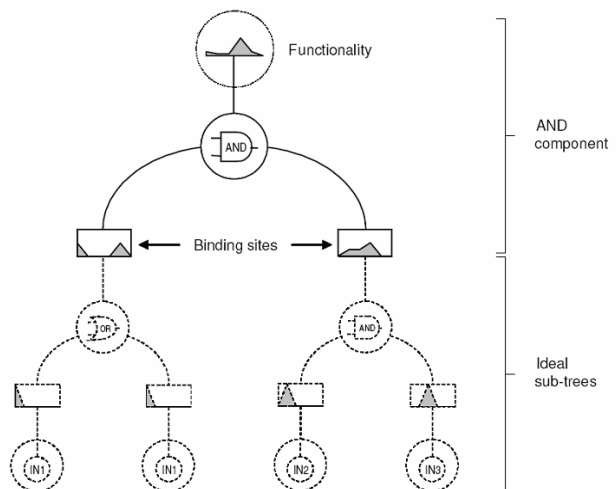 Functionality
AND
AND
component
Binding sites
OR
AND
Ideal
sub-trees
IN1
IN1
IN2
IN3